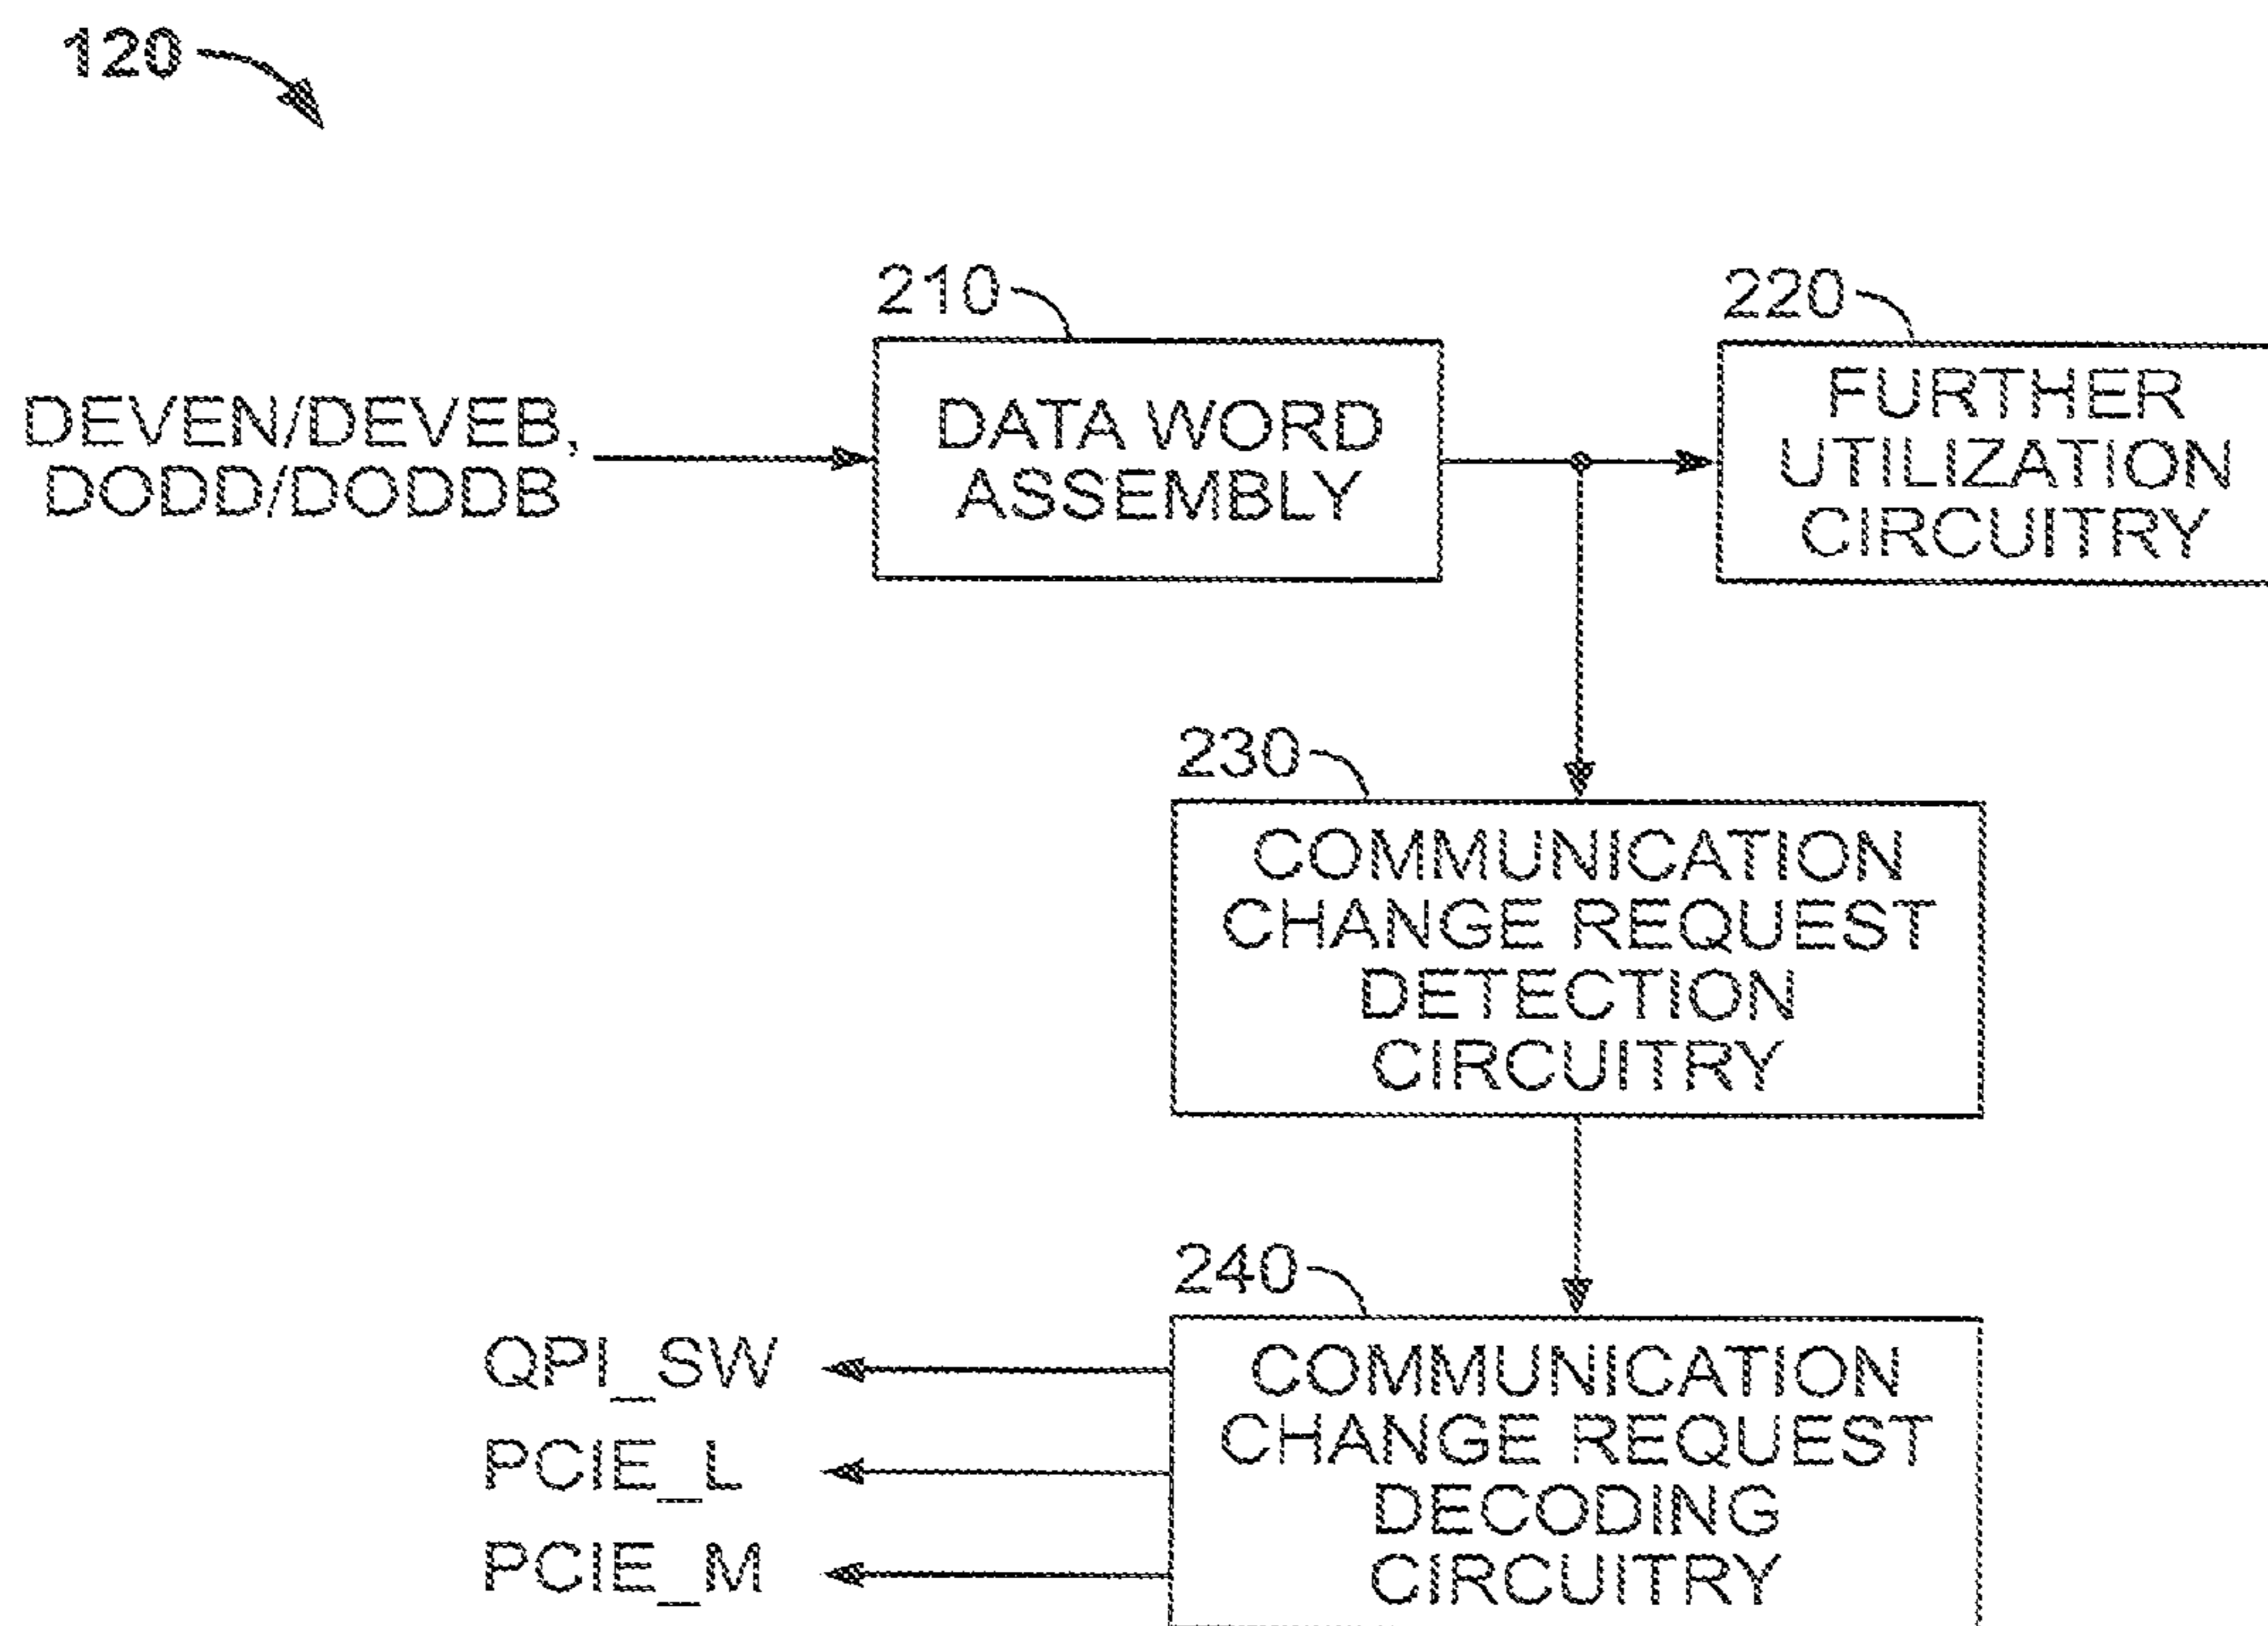 120
210
220
DEVEN/DEVEB,
DODD/DODDB
DATA WORD
ASSEMBLY
FURTHER
UTILIZATION
CIRCUITRY
230
COMMUNICATION
CHANGE REQUEST
DETECTION
CIRCUITRY
240
COMMUNICATION
CHANGE REQUEST
DECODING
CIRCUITRY
QPI_SW
PCIE_L
PCIE_M